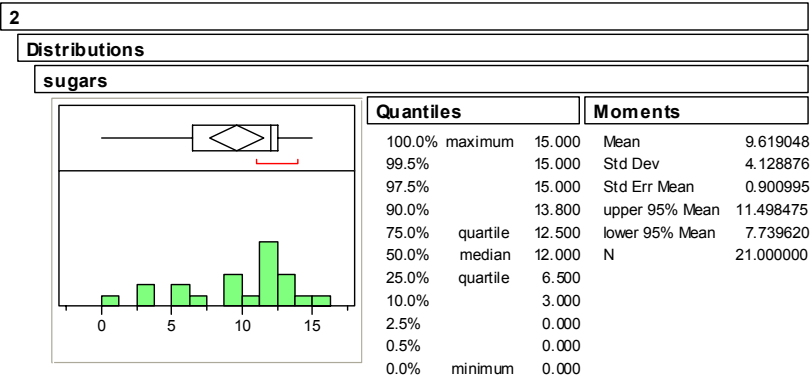 2
Distributions
sugars
0 5 10 15
Quantiles
100.0% maximum 15.000
99.5% 15.000
97.5% 15.000
90.0% 13.800
75.0% quartile 12.500
50.0% median 12.000
25.0% quartile 6.500
10.0% 3.000
2.5% 0.000
0.5% 0.000
0.0% minimum 0.000
Moments
Mean 9.619048
Std Dev 4.128876
Std Err Mean 0.900995
upper 95% Mean 11.498475
lower 95% Mean 7.739620
N 21.000000